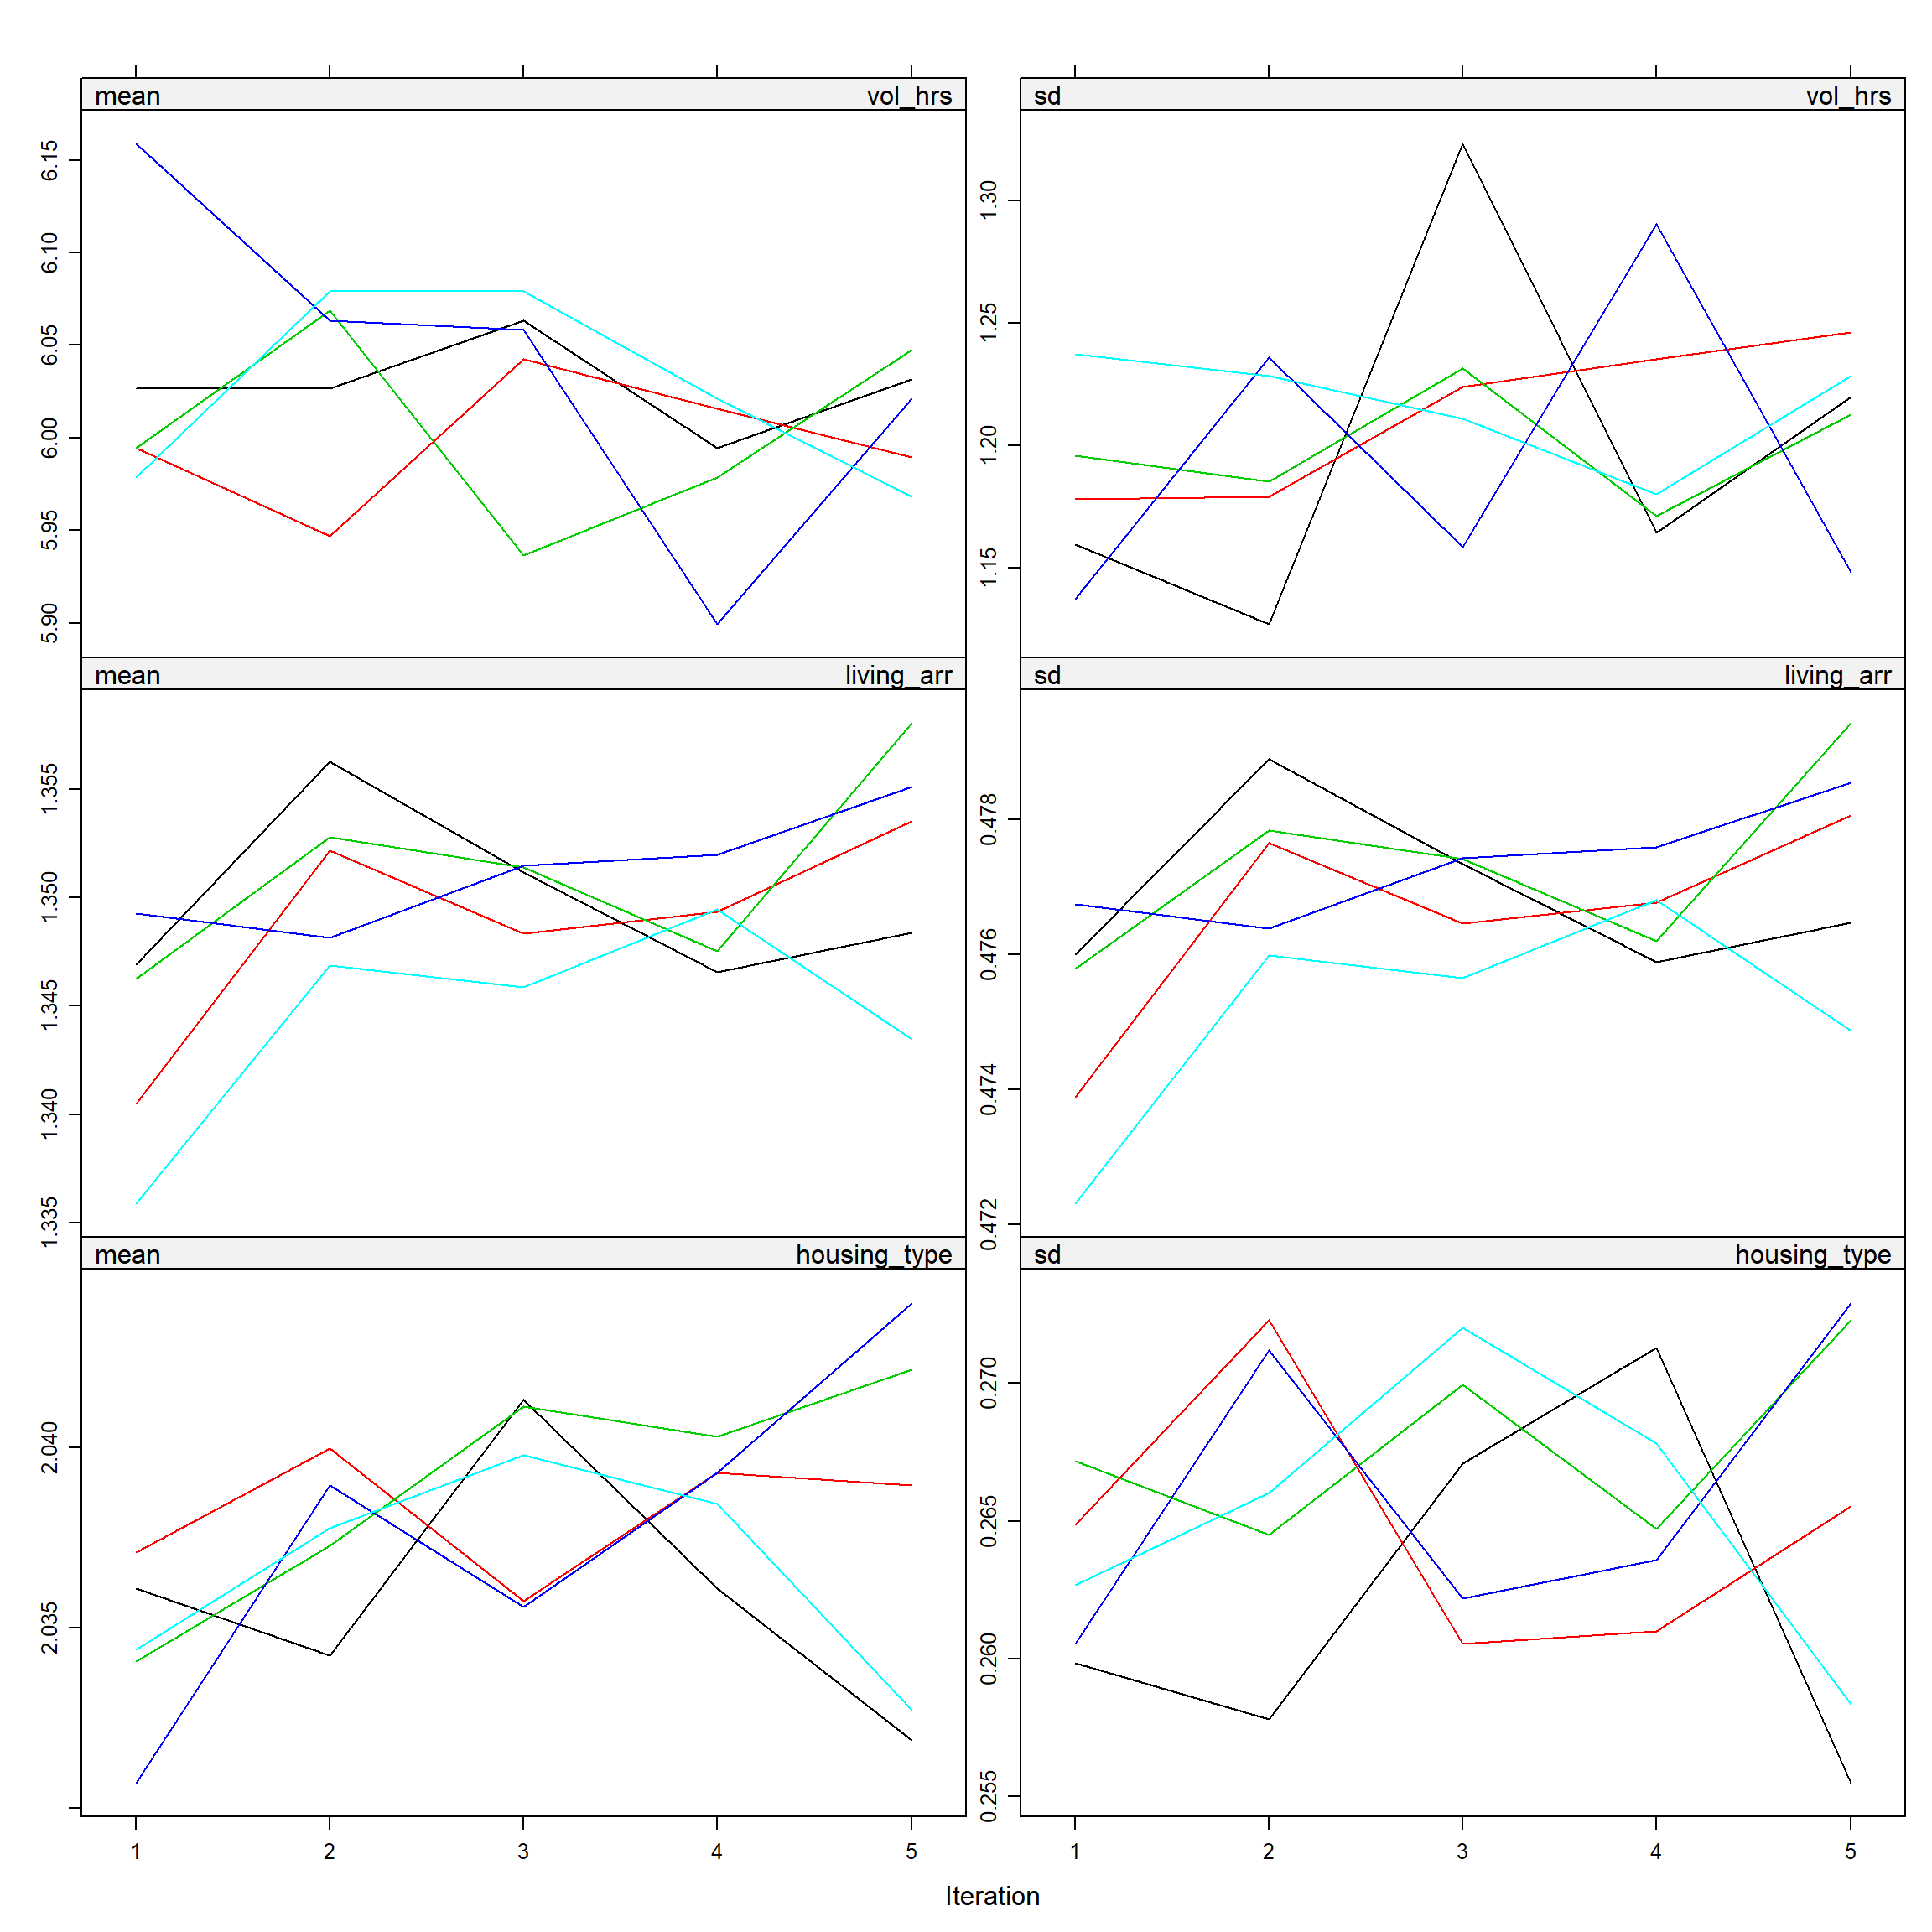 mean vol_hrs
sd vol_hrs
6.15
6.10
6.05
6.00
5.95
5.90
1.30
1.25
1.20
1.15
mean living_arr
sd living_arr
1.355
1.350
1.345
1.340
1.335
0.478
0.476
0.474
0.472
mean housing_type
sd housing_type
2.040
2.035
0.270
0.265
0.260
0.255
1 2 3 4 5
1 2 3 4 5
Iteration